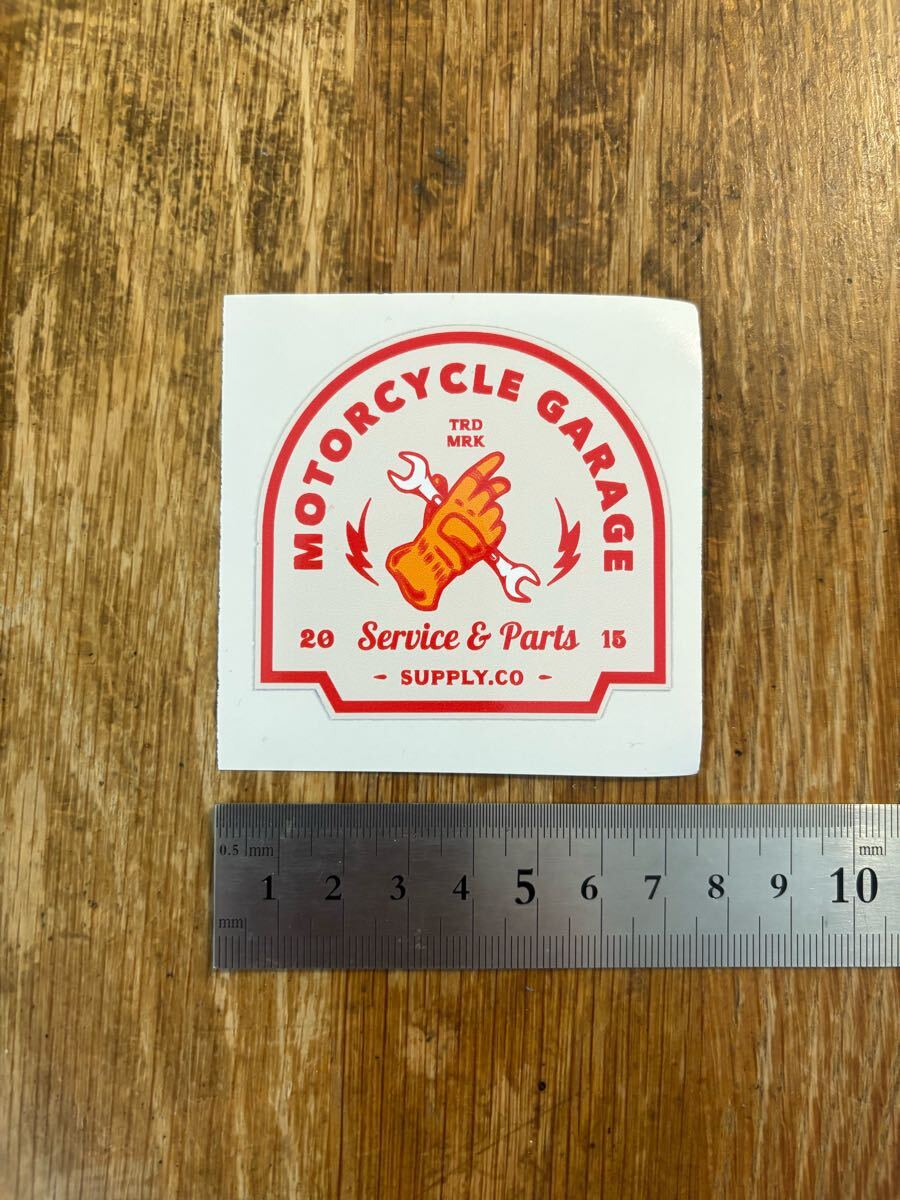 MOTORCYCLE GARAGE
TRD
MRK
20 Service & Parts 15
- SUPPLY.CO -
0.5 mm mm
1 2 3 4 5 6 7 8 9 10
mm